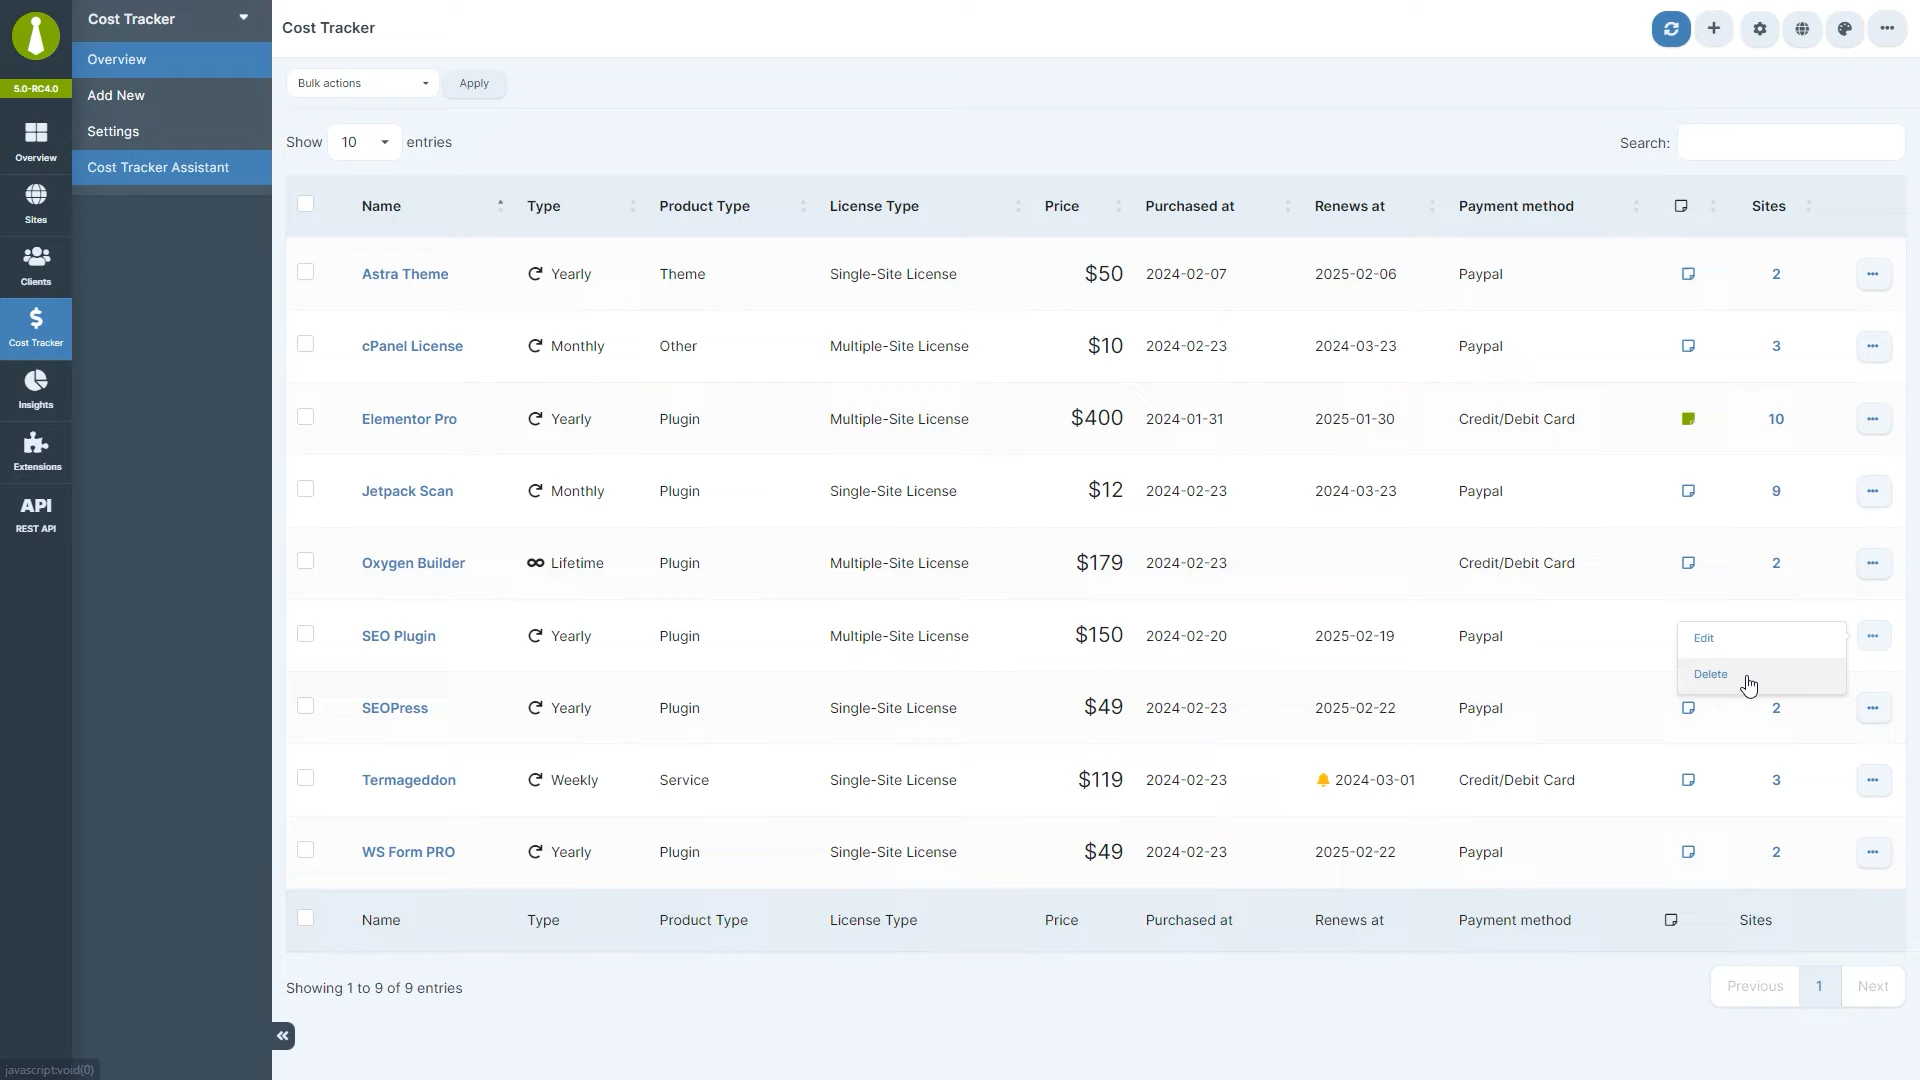 Cost Tracker
Cost Tracker
5.0-RC4.0
Overview
Add New
Settings
Cost Tracker Assistant
Overview
Sites
Clients
Cost Tracker
Insights
Extensions
API
REST API
Bulk actions
Apply
Show 10 entries
Search:
Name Type Product Type License Type Price Purchased at Renews at Payment method Sites
Astra Theme Yearly Theme Single-Site License $50 2024-02-07 2025-02-06 Paypal 2
cPanel License Monthly Other Multiple-Site License $10 2024-02-23 2024-03-23 Paypal 3
Elementor Pro Yearly Plugin Multiple-Site License $400 2024-01-31 2025-01-30 Credit/Debit Card 10
Jetpack Scan Monthly Plugin Single-Site License $12 2024-02-23 2024-03-23 Paypal 9
Oxygen Builder Lifetime Plugin Multiple-Site License $179 2024-02-23 Credit/Debit Card 2
SEO Plugin Yearly Plugin Multiple-Site License $150 2024-02-20 2025-02-19 Paypal
Edit
Delete
SEOPress Yearly Plugin Single-Site License $49 2024-02-23 2025-02-22 Paypal 2
Termageddon Weekly Service Single-Site License $119 2024-02-23 2024-03-01 Credit/Debit Card 3
WS Form PRO Yearly Plugin Single-Site License $49 2024-02-23 2025-02-22 Paypal 2
Name Type Product Type License Type Price Purchased at Renews at Payment method Sites
Showing 1 to 9 of 9 entries
Previous 1 Next
javascript:void(0)